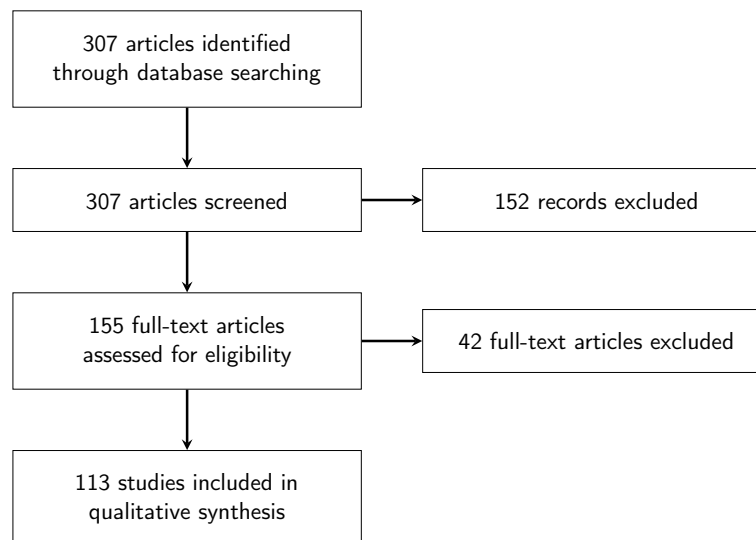 307 articles identified
through database searching
307 articles screened
152 records excluded
155 full-text articles
assessed for eligibility
42 full-text articles excluded
113 studies included in
qualitative synthesis